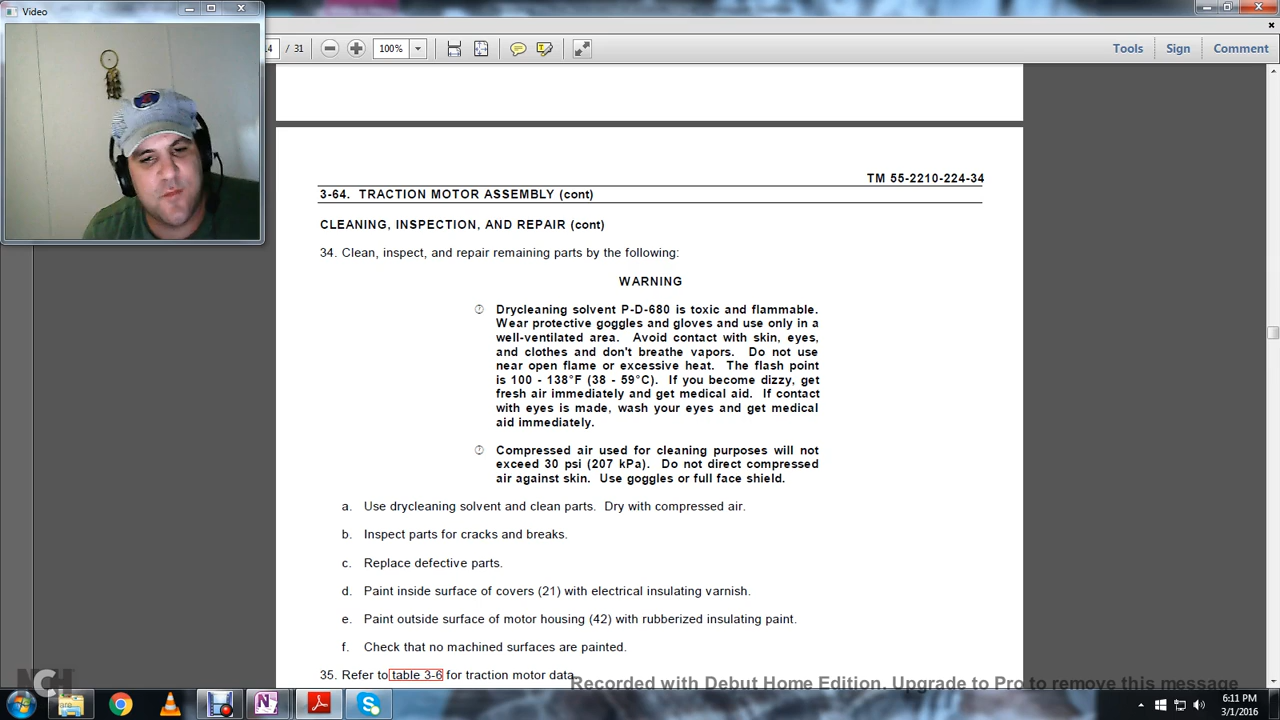 Video
.4 / 31
100%
Tools
Sign
Comment
TM 55-2210-224-34
3-64. TRACTION MOTOR ASSEMBLY (cont)
CLEANING, INSPECTION, AND REPAIR (cont)
34. Clean, inspect, and repair remaining parts by the following:
WARNING
Drycleaning solvent P-D-680 is toxic and flammable.
Wear protective goggles and gloves and use only in a
well-ventilated area. Avoid contact with skin, eyes,
and clothes and don't breathe vapors. Do not use
near open flame or excessive heat. The flash point
is 100 - 138°F (38 - 59°C). If you become dizzy, get
fresh air immediately and get medical aid. If contact
with eyes is made, wash your eyes and get medical
aid immediately.
Compressed air used for cleaning purposes will not
exceed 30 psi (207 kPa). Do not direct compressed
air against skin. Use goggles or full face shield.
a. Use drycleaning solvent and clean parts. Dry with compressed air.
b. Inspect parts for cracks and breaks.
c. Replace defective parts.
d. Paint inside surface of covers (21) with electrical insulating varnish.
e. Paint outside surface of motor housing (42) with rubberized insulating paint.
f. Check that no machined surfaces are painted.
35. Refer to table 3-6 for traction motor data.
Recorded with Debut Home Edition. Upgrade to Pro to remove this message
NCH
6:11 PM
3/1/2016